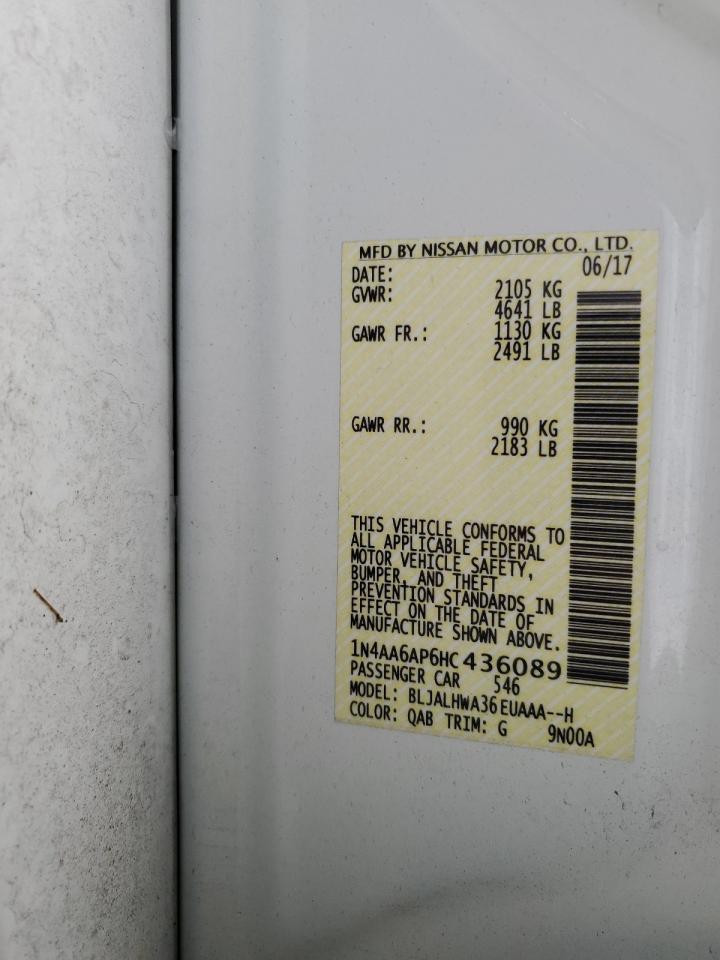 MFD BY NISSAN MOTOR CO., LTD.
DATE: 06/17
GVWR: 2105 KG
4641 LB
GAWR FR.: 1130 KG
2491 LB
GAWR RR.: 990 KG
2183 LB
THIS VEHICLE CONFORMS TO
ALL APPLICABLE FEDERAL
MOTOR VEHICLE SAFETY,
BUMPER, AND THEFT
PREVENTION STANDARDS IN
EFFECT ON THE DATE OF
MANUFACTURE SHOWN ABOVE.
1N4AA6AP6HC436089
PASSENGER CAR 546
MODEL: BLJALHWA36EUAAA--H
COLOR: QAB TRIM: G 9N00A